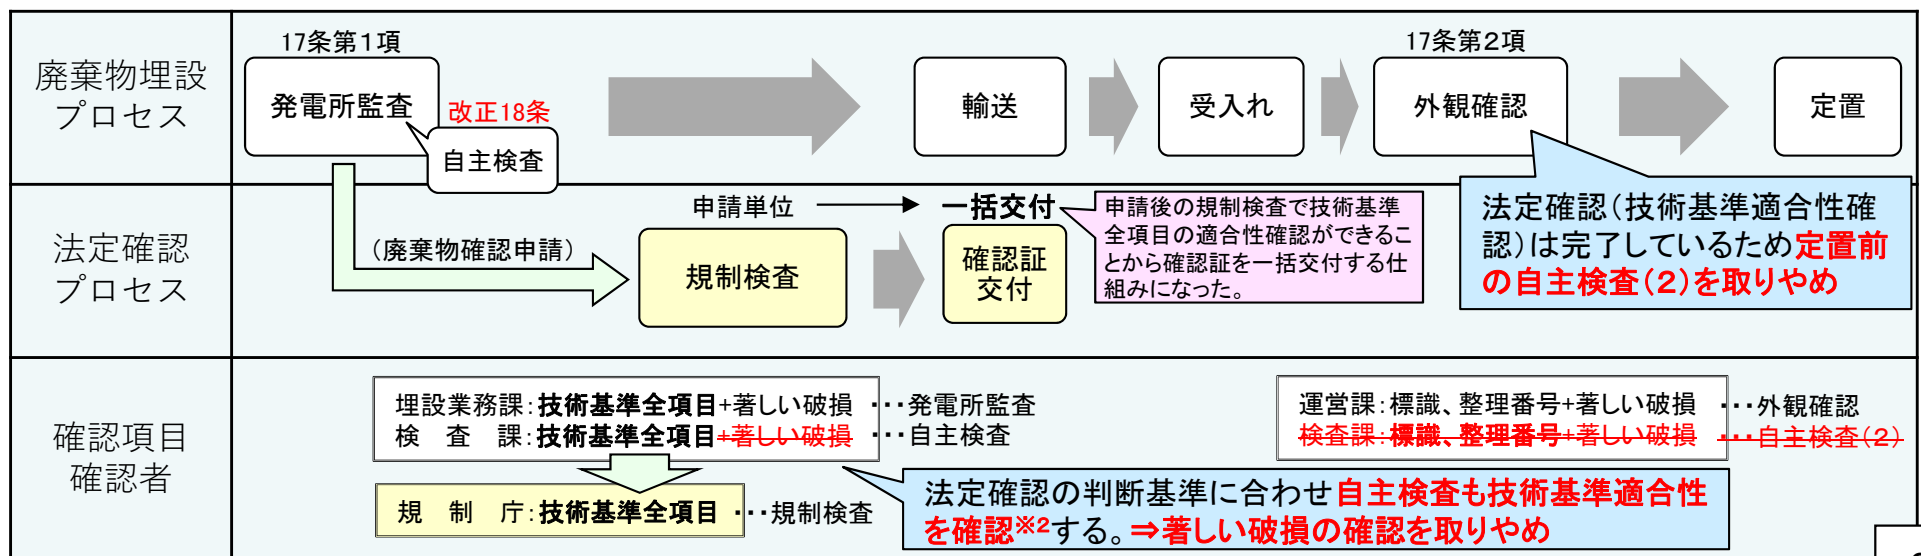 廃棄物埋設
プロセス
17条第1項
発電所監査
改正18条
自主検査
輸送
受入れ
17条第2項
外観確認
定置
法定確認(技術基準適合性確
認)は完了しているため定置前
の自主検査(2)を取りやめ
法定確認
プロセス
(廃棄物確認申請)
申請単位
一括交付
規制検査
確認証
交付
申請後の規制検査で技術基準
全項目の適合性確認ができるこ
とから確認証を一括交付する仕
組みになった。
確認項目
確認者
埋設業務課:技術基準全項目+著しい破損 ・・・発電所監査
検 査 課:技術基準全項目+著しい破損 ・・・自主検査
規 制 庁:技術基準全項目 ・・・規制検査
運営課:標識、整理番号+著しい破損 ・・・外観確認
検査課:標識、整理番号+著しい破損 ・・・自主検査(2)
法定確認の判断基準に合わせ自主検査も技術基準適合性
を確認※2する。⇒著しい破損の確認を取りやめ